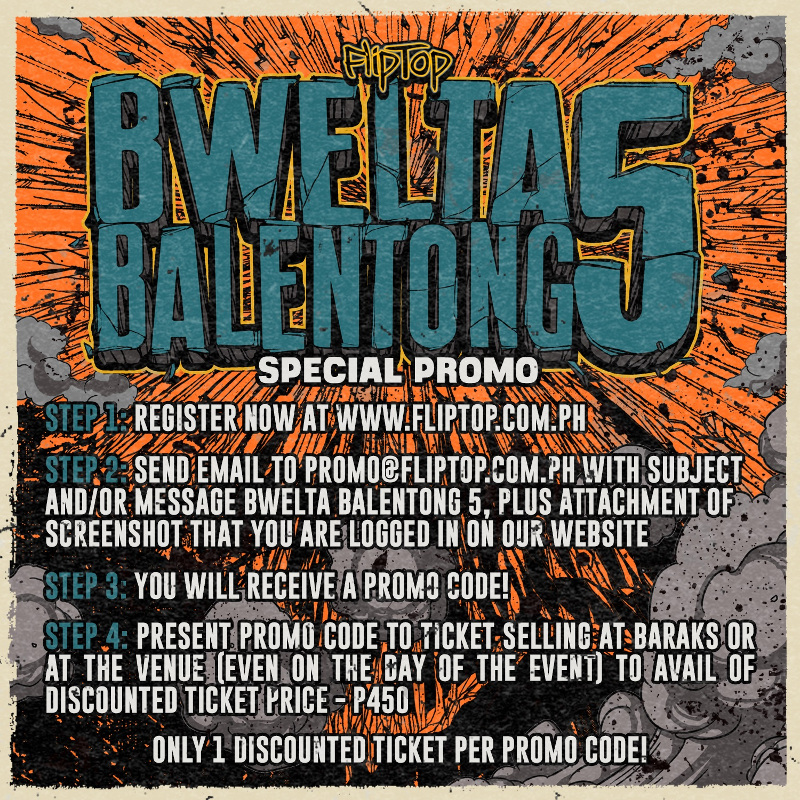 FlipTop
BWELTA
BALENTONG 5
SPECIAL PROMO
STEP 1: REGISTER NOW AT WWW.FLIPTOP.COM.PH
STEP 2: SEND EMAIL TO PROMO@FLIPTOP.COM.PH WITH SUBJECT
AND/OR MESSAGE BWELTA BALENTONG 5, PLUS ATTACHMENT OF
SCREENSHOT THAT YOU ARE LOGGED IN ON OUR WEBSITE
STEP 3: YOU WILL RECEIVE A PROMO CODE!
STEP 4: PRESENT PROMO CODE TO TICKET SELLING AT BARAKS OR
AT THE VENUE (EVEN ON THE DAY OF THE EVENT) TO AVAIL OF
DISCOUNTED TICKET PRICE - P450
ONLY 1 DISCOUNTED TICKET PER PROMO CODE!